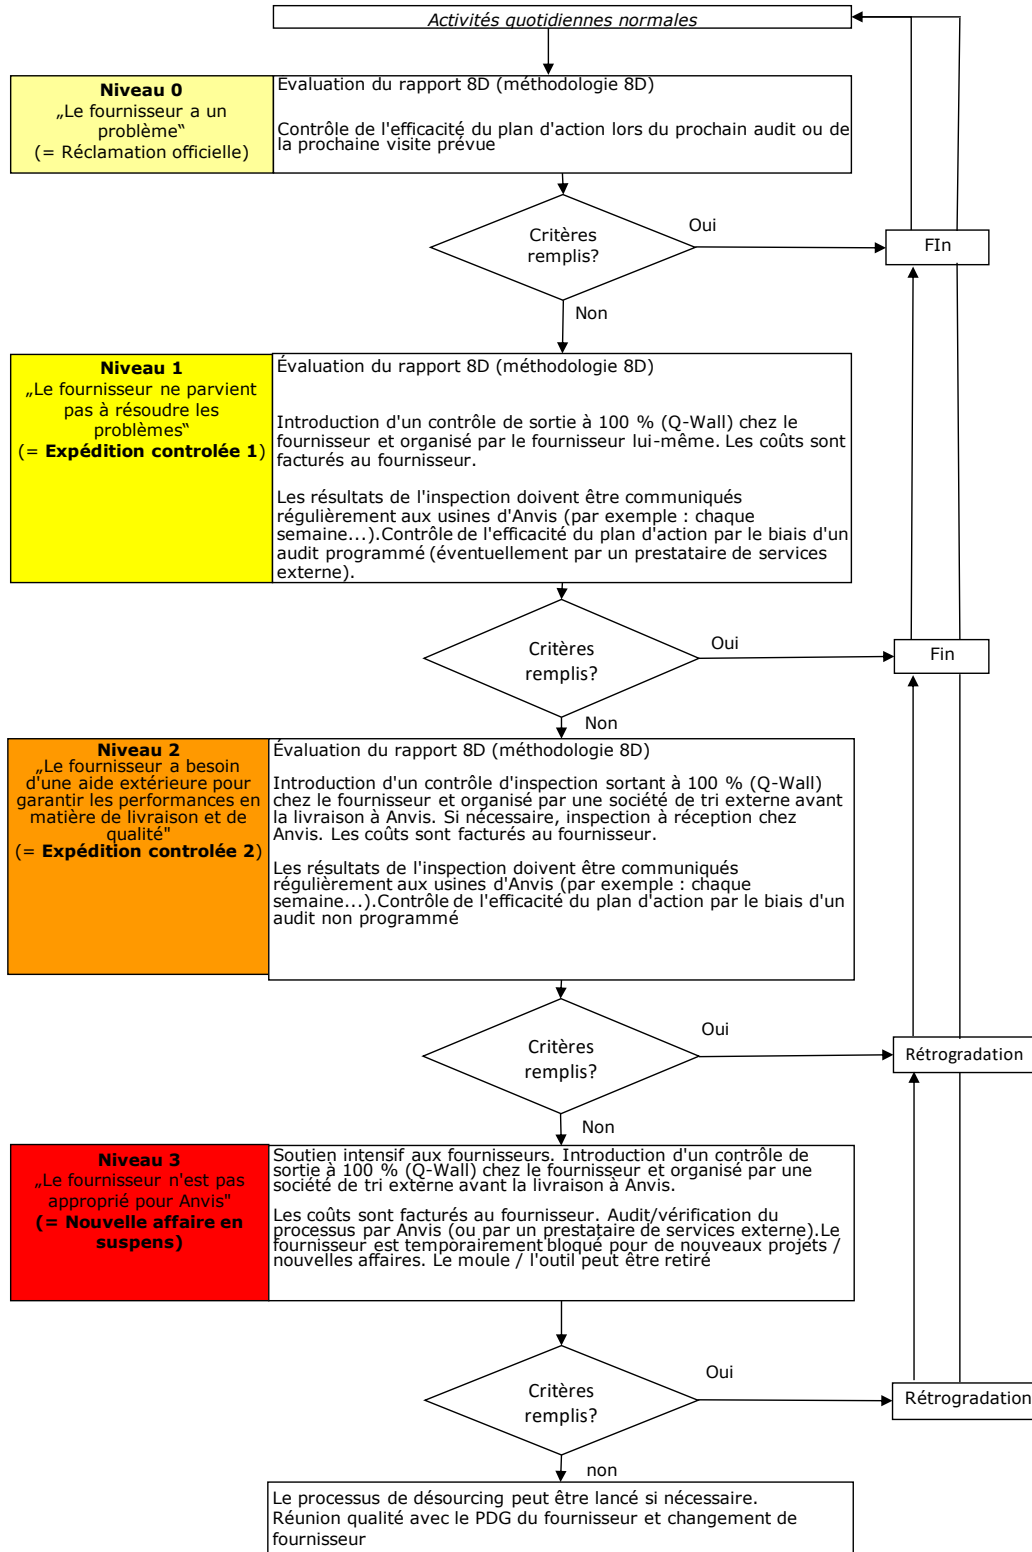 Activités quotidiennes normales
Niveau 0
„Le fournisseur a un
problème“
(= Réclamation officielle)
Evaluation du rapport 8D (méthodologie 8D)
Contrôle de l'efficacité du plan d'action lors du prochain audit ou de
la prochaine visite prévue
Critères
remplis?
Oui
FIn
Non
Niveau 1
„Le fournisseur ne parvient
pas à résoudre les
problèmes“
(= Expédition controlée 1)
Évaluation du rapport 8D (méthodologie 8D)
Introduction d'un contrôle de sortie à 100 % (Q-Wall) chez le
fournisseur et organisé par le fournisseur lui-même. Les coûts sont
facturés au fournisseur.
Les résultats de l'inspection doivent être communiqués
régulièrement aux usines d'Anvis (par exemple : chaque
semaine...).Contrôle de l'efficacité du plan d'action par le biais d'un
audit programmé (éventuellement par un prestataire de services
externe).
Critères
remplis?
Oui
Fin
Non
Niveau 2
„Le fournisseur a besoin
d'une aide extérieure pour
garantir les performances en
matière de livraison et de
qualité"
(= Expédition controlée 2)
Évaluation du rapport 8D (méthodologie 8D)
Introduction d'un contrôle d'inspection sortant à 100 % (Q-Wall)
chez le fournisseur et organisé par une société de tri externe avant
la livraison à Anvis. Si nécessaire, inspection à réception chez
Anvis. Les coûts sont facturés au fournisseur.
Les résultats de l'inspection doivent être communiqués
régulièrement aux usines d'Anvis (par exemple : chaque
semaine...).Contrôle de l'efficacité du plan d'action par le biais d'un
audit non programmé
Critères
remplis?
Oui
Rétrogradation
Non
Niveau 3
„Le fournisseur n'est pas
approprié pour Anvis"
(= Nouvelle affaire en
suspens)
Soutien intensif aux fournisseurs. Introduction d'un contrôle de
sortie à 100 % (Q-Wall) chez le fournisseur et organisé par une
société de tri externe avant la livraison à Anvis.
Les coûts sont facturés au fournisseur. Audit/vérification du
processus par Anvis (ou par un prestataire de services externe).Le
fournisseur est temporairement bloqué pour de nouveaux projets /
nouvelles affaires. Le moule / l'outil peut être retiré
Critères
remplis?
Oui
Rétrogradation
non
Le processus de désourcing peut être lancé si nécessaire.
Réunion qualité avec le PDG du fournisseur et changement de
fournisseur